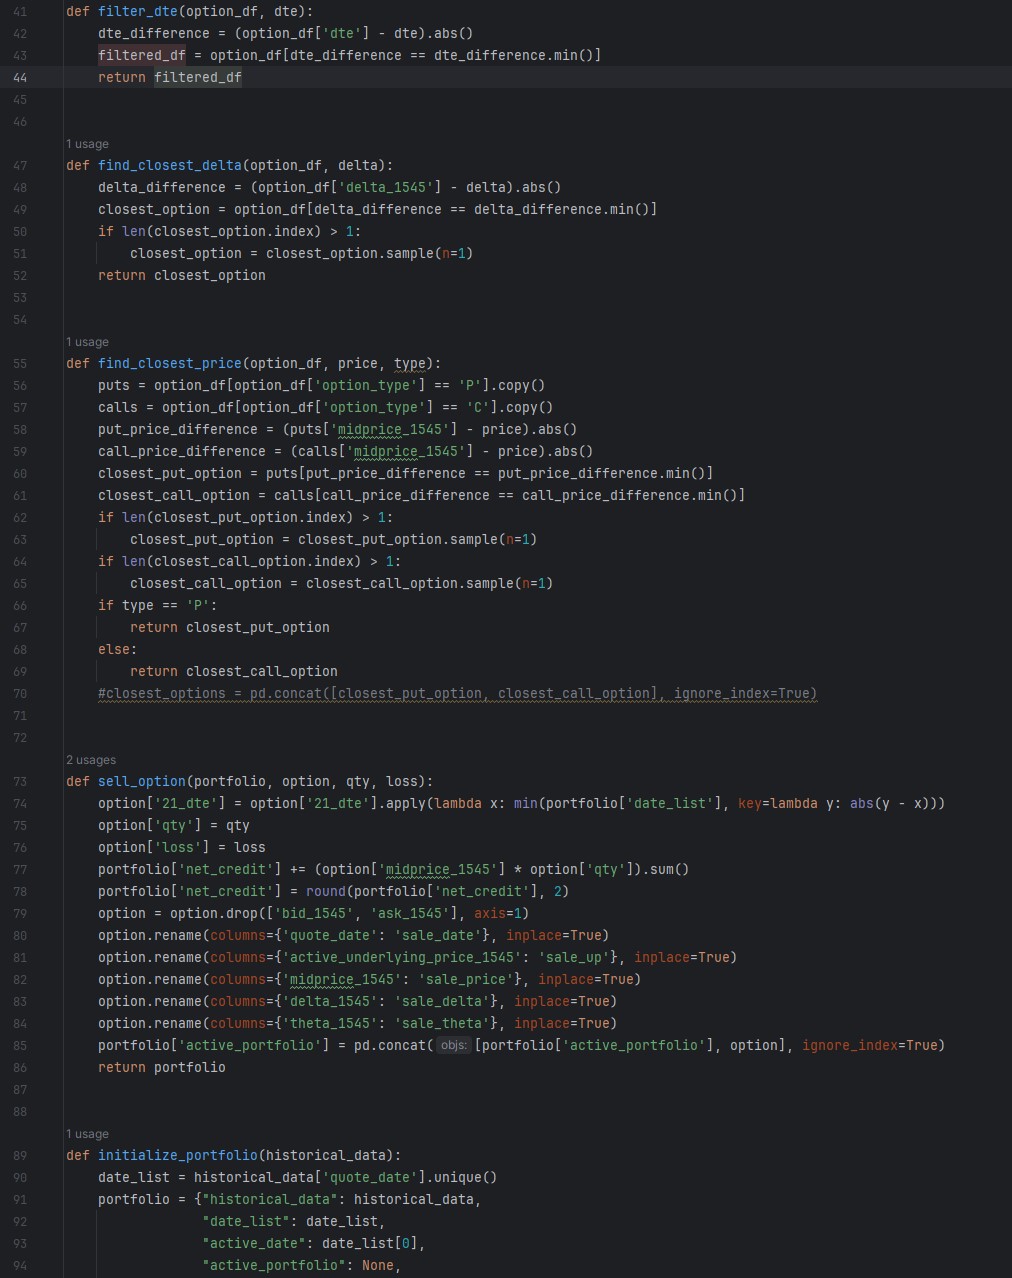 41 def filter_dte(option_df, dte):
42 dte_difference = (option_df['dte'] - dte).abs()
43 filtered_df = option_df[dte_difference == dte_difference.min()]
44 return filtered_df
45
46
1 usage
47 def find_closest_delta(option_df, delta):
48 delta_difference = (option_df['delta_1545'] - delta).abs()
49 closest_option = option_df[delta_difference == delta_difference.min()]
50 if len(closest_option.index) > 1:
51 closest_option = closest_option.sample(n=1)
52 return closest_option
53
54
1 usage
55 def find_closest_price(option_df, price, type):
56 puts = option_df[option_df['option_type'] == 'P'].copy()
57 calls = option_df[option_df['option_type'] == 'C'].copy()
58 put_price_difference = (puts['midprice_1545'] - price).abs()
59 call_price_difference = (calls['midprice_1545'] - price).abs()
60 closest_put_option = puts[put_price_difference == put_price_difference.min()]
61 closest_call_option = calls[call_price_difference == call_price_difference.min()]
62 if len(closest_put_option.index) > 1:
63 closest_put_option = closest_put_option.sample(n=1)
64 if len(closest_call_option.index) > 1:
65 closest_call_option = closest_call_option.sample(n=1)
66 if type == 'P':
67 return closest_put_option
68 else:
69 return closest_call_option
70 #closest_options = pd.concat([closest_put_option, closest_call_option], ignore_index=True)
71
72
2 usages
73 def sell_option(portfolio, option, qty, loss):
74 option['21_dte'] = option['21_dte'].apply(lambda x: min(portfolio['date_list'], key=lambda y: abs(y - x)))
75 option['qty'] = qty
76 option['loss'] = loss
77 portfolio['net_credit'] += (option['midprice_1545'] * option['qty']).sum()
78 portfolio['net_credit'] = round(portfolio['net_credit'], 2)
79 option = option.drop(['bid_1545', 'ask_1545'], axis=1)
80 option.rename(columns={'quote_date': 'sale_date'}, inplace=True)
81 option.rename(columns={'active_underlying_price_1545': 'sale_up'}, inplace=True)
82 option.rename(columns={'midprice_1545': 'sale_price'}, inplace=True)
83 option.rename(columns={'delta_1545': 'sale_delta'}, inplace=True)
84 option.rename(columns={'theta_1545': 'sale_theta'}, inplace=True)
85 portfolio['active_portfolio'] = pd.concat( objs: [portfolio['active_portfolio'], option], ignore_index=True)
86 return portfolio
87
88
1 usage
89 def initialize_portfolio(historical_data):
90 date_list = historical_data['quote_date'].unique()
91 portfolio = {"historical_data": historical_data,
92 "date_list": date_list,
93 "active_date": date_list[0],
94 "active_portfolio": None,